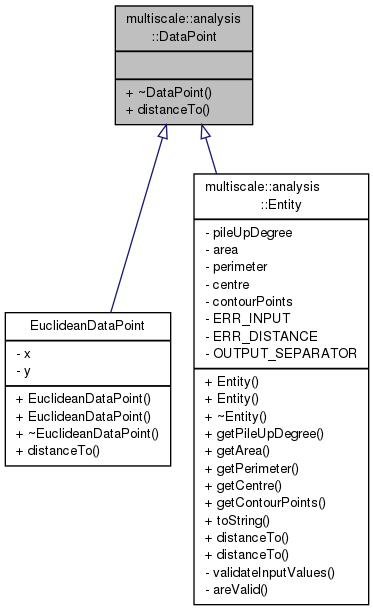 multiscale::analysis
::DataPoint
+ ~DataPoint()
+ distanceTo()
multiscale::analysis
::Entity
- pileUpDegree
- area
- perimeter
- centre
- contourPoints
- ERR_INPUT
- ERR_DISTANCE
- OUTPUT_SEPARATOR
+ Entity()
+ Entity()
+ ~Entity()
+ getPileUpDegree()
+ getArea()
+ getPerimeter()
+ getCentre()
+ getContourPoints()
+ toString()
+ distanceTo()
+ distanceTo()
- validateInputValues()
- areValid()
EuclideanDataPoint
- x
- y
+ EuclideanDataPoint()
+ EuclideanDataPoint()
+ ~EuclideanDataPoint()
+ distanceTo()